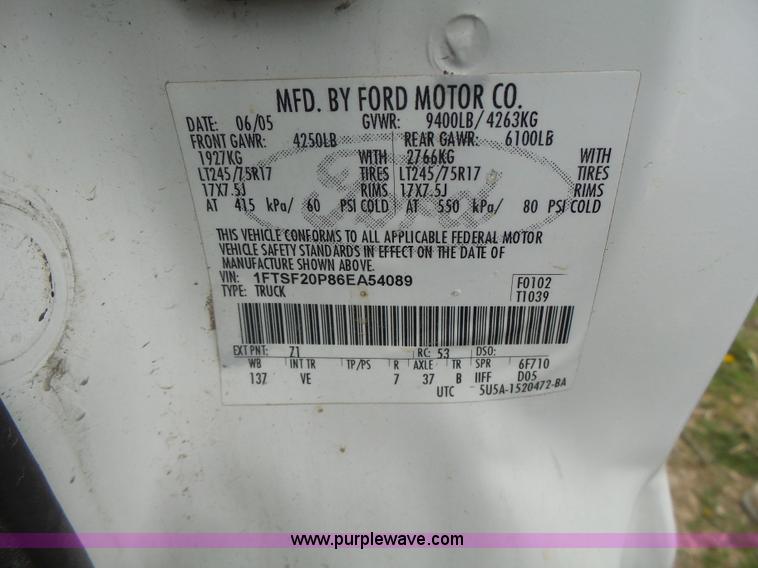 MFD. BY FORD MOTOR CO.
DATE: 06/05 GVWR: 9400LB/ 4263KG
FRONT GAWR: 4250LB REAR GAWR: 6100LB
1927KG WITH 2766KG WITH
LT245/75R17 TIRES LT245/75R17 TIRES
17X7.5J RIMS 17X7.5J RIMS
AT 415 kPa/ 60 PSI COLD AT 550 kPa/ 80 PSI COLD
Ford
THIS VEHICLE CONFORMS TO ALL APPLICABLE FEDERAL MOTOR
VEHICLE SAFETY STANDARDS IN EFFECT ON THE DATE OF
MANUFACTURE SHOWN ABOVE.
VIN: 1FTSF20P86EA54089 F0102
TYPE: TRUCK T1039
EXT PNT: Z1 RC: 53 DSO:
WB INT TR TP/PS R AXLE TR SPR 6F710
137 VE 7 37 B IIFF D05
UTC 5U5A-1520472-BA
www.purplewave.com